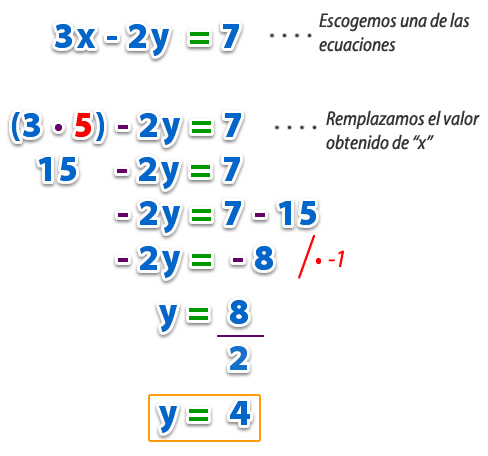 3x - 2y = 7 .... Escogemos una de las
ecuaciones
(3 • 5) - 2y = 7 .... Remplazamos el valor
obtenido de “x”
15 - 2y = 7
- 2y = 7 - 15
- 2y = - 8 / • -1
y = 8
2
y = 4